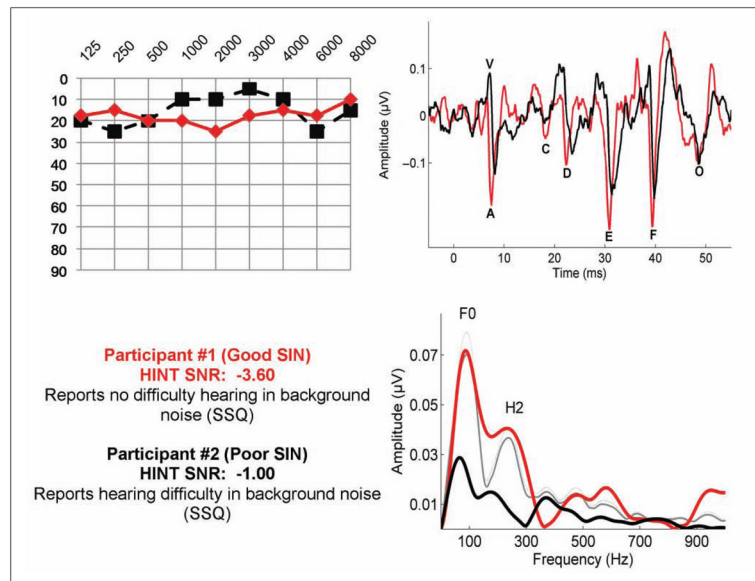 125 250 500 1000 2000 3000 4000 6000 8000
0
10
20
30
40
50
60
70
80
90
Amplitude (µV)
0.1
0
−0.1
V
A
C
D
E
F
O
0 10 20 30 40 50
Time (ms)
Participant #1 (Good SIN)
HINT SNR: -3.60
Reports no difficulty hearing in background
noise (SSQ)
Participant #2 (Poor SIN)
HINT SNR: -1.00
Reports hearing difficulty in background noise
(SSQ)
F0
H2
Amplitude (µV)
0.07
0.05
0.03
0.01
100 300 500 700 900
Frequency (Hz)